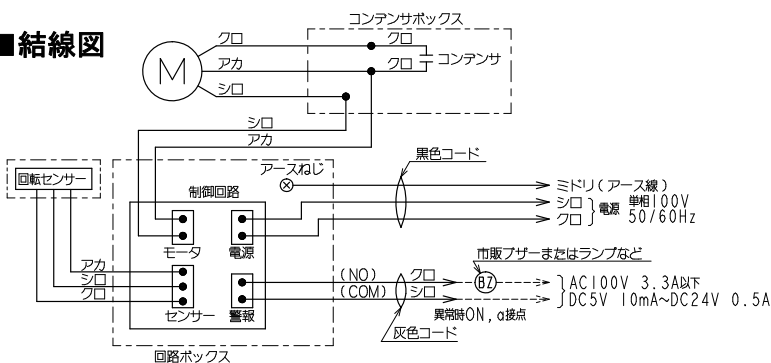 ■結線図
コンデンサボックス
クロ
クロ
アカ
クロ
コンデンサ
M
シロ
シロ
アカ
回転センサー
アースねじ
黒色コード
制御回路
ミドリ(アース線)
シロ
クロ
電源 単相100V
50/60Hz
モータ
電源
市販ブザーまたはランプなど
アカ
シロ
クロ
(NO)
クロ
BZ
AC100V 3.3A以下
(COM)
シロ
DC5V 10mA~DC24V 0.5A
センサー
警報
異常時ON,a接点
灰色コード
回路ボックス